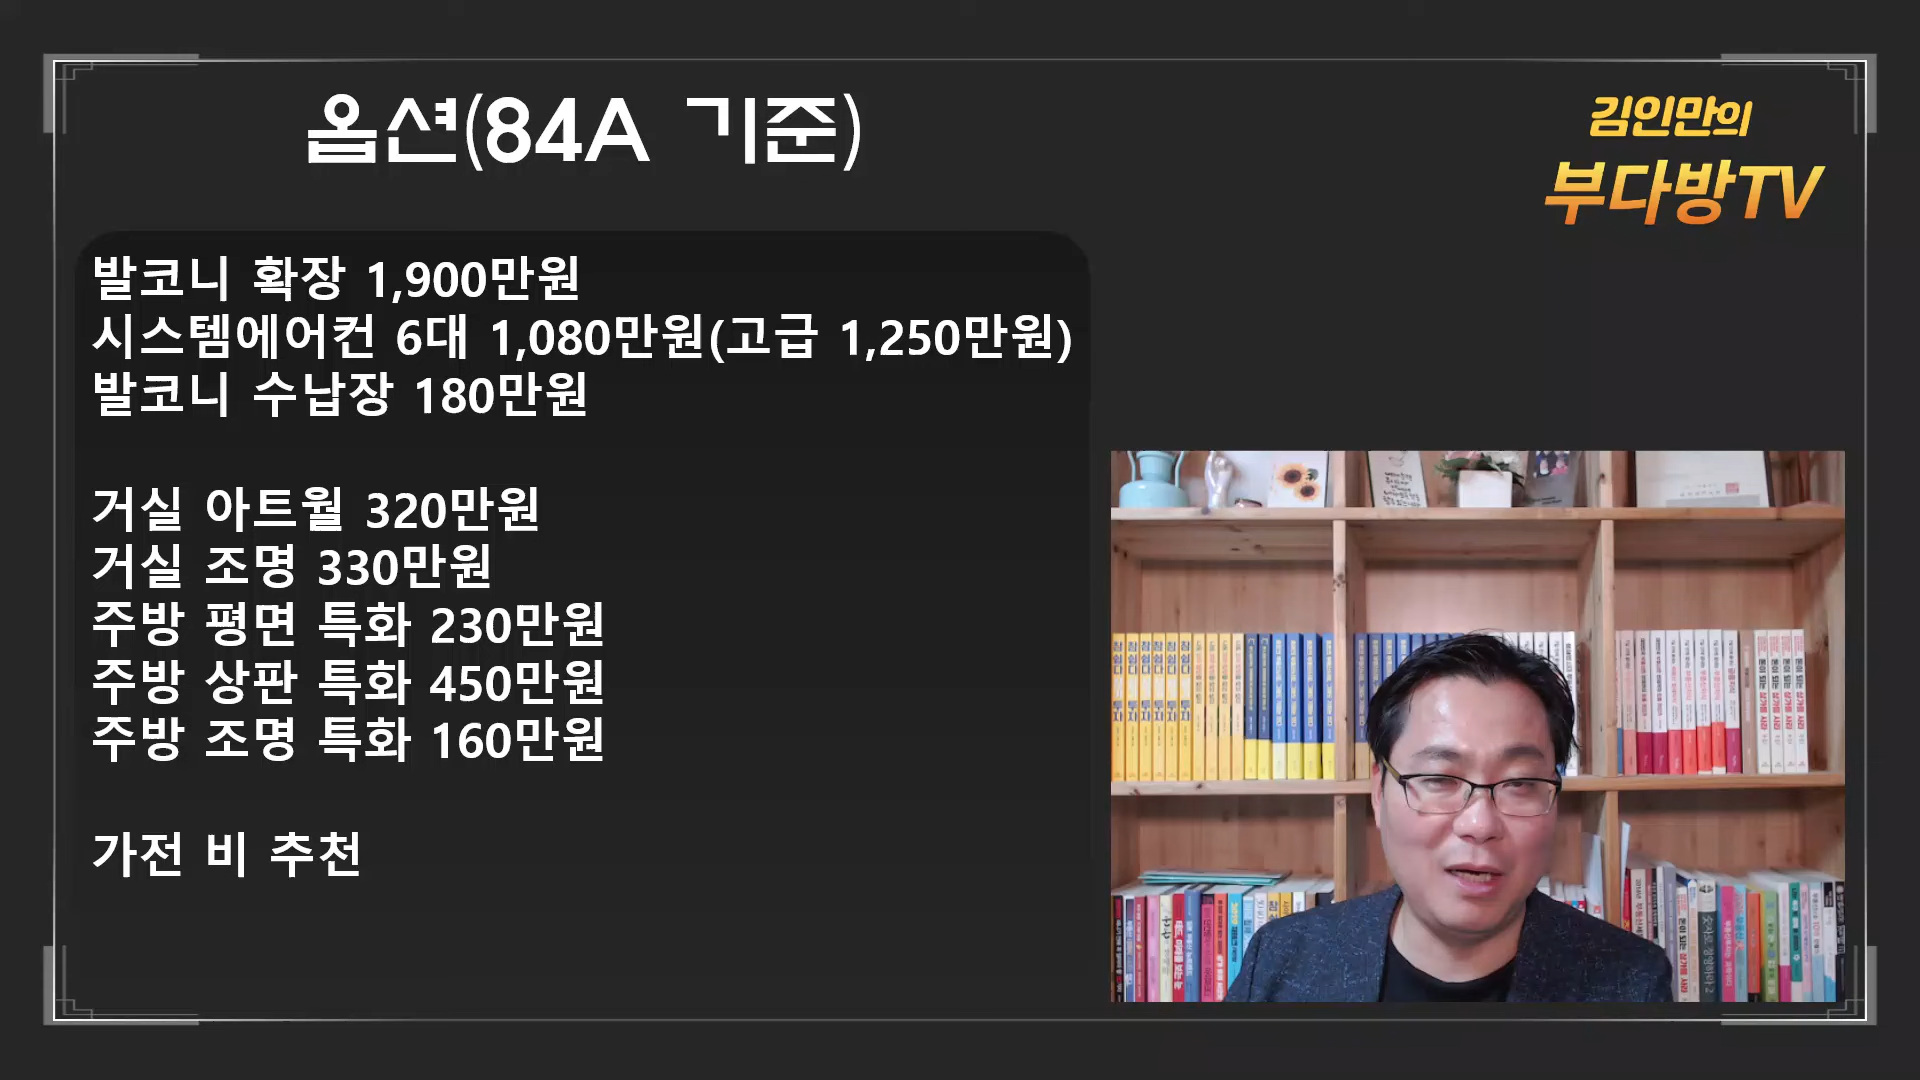 옵션(84A 기준)
김인만의
부다방TV
발코니 확장 1,900만원
시스템에어컨 6대 1,080만원(고급 1,250만원)
발코니 수납장 180만원
거실 아트월 320만원
거실 조명 330만원
주방 평면 특화 230만원
주방 상판 특화 450만원
주방 조명 특화 160만원
가전 비 추천